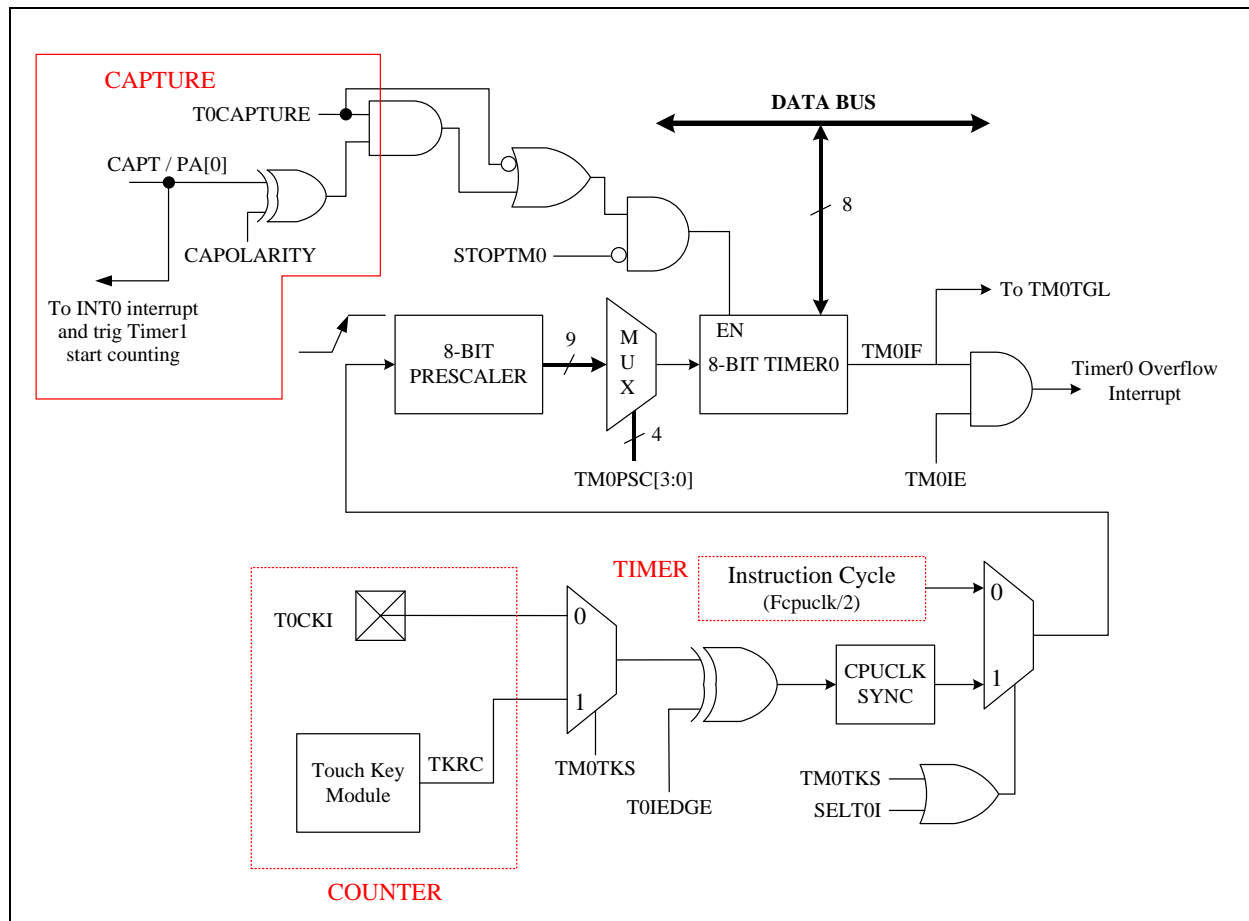 CAPTURE
T0CAPTURE
DATA BUS
CAPT / PA[0]
8
CAPOLARITY
STOPTM0
To INT0 interrupt
and trig Timer1
start counting
To TM0TGL
8-BIT
PRESCALER
9
M
U
X
EN
8-BIT TIMER0
TM0IF
Timer0 Overflow
Interrupt
4
TM0PSC[3:0]
TM0IE
TIMER
Instruction Cycle
(Fcpuclk/2)
0
T0CKI
0
1
CPUCLK
SYNC
1
Touch Key
Module
TKRC
TM0TKS
T0IEDGE
TM0TKS
SELT0I
COUNTER